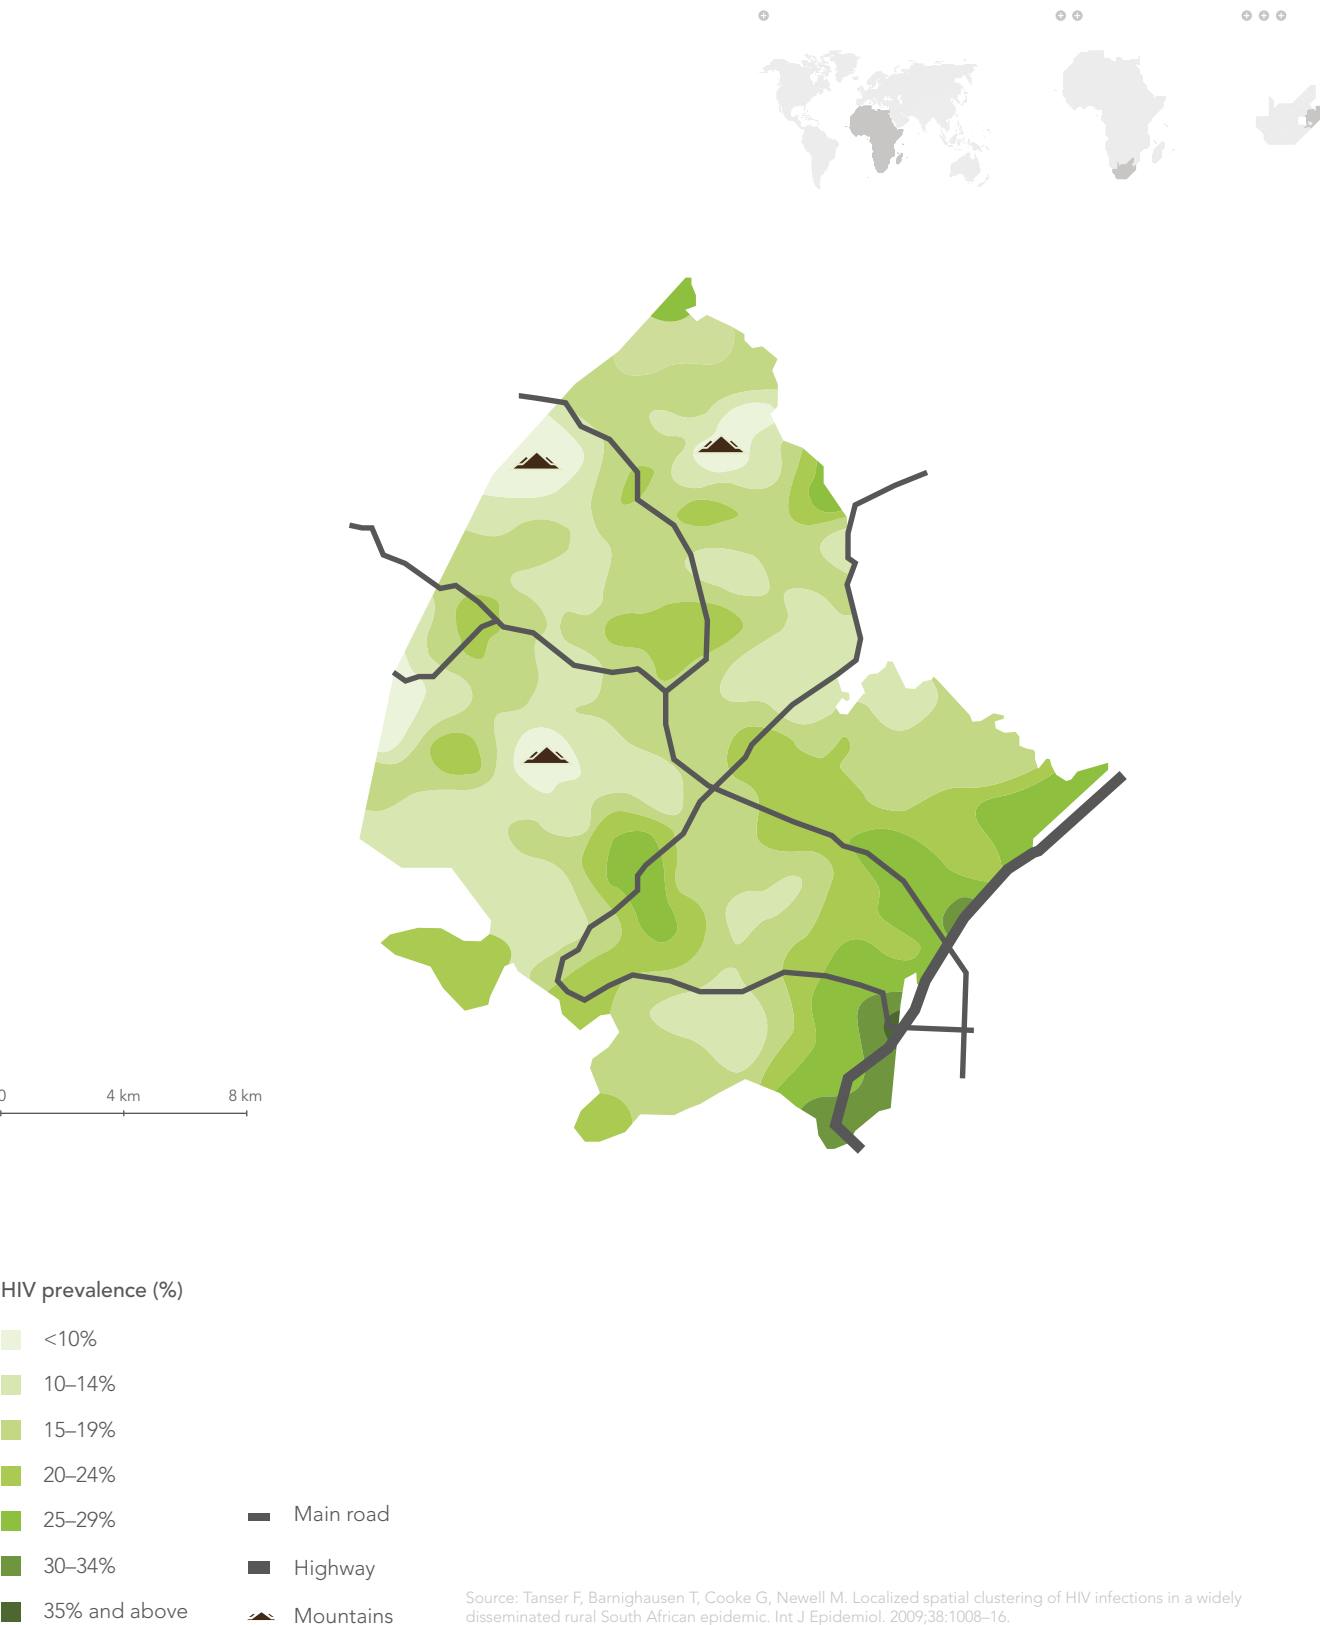 0
4 km
8 km
HIV prevalence (%)
<10%
10–14%
15–19%
20–24%
25–29%
30–34%
35% and above
Main road
Highway
Mountains
Source: Tanser F, Barnighausen T, Cooke G, Newell M. Localized spatial clustering of HIV infections in a widely
disseminated rural South African epidemic. Int J Epidemiol. 2009;38:1008–16.